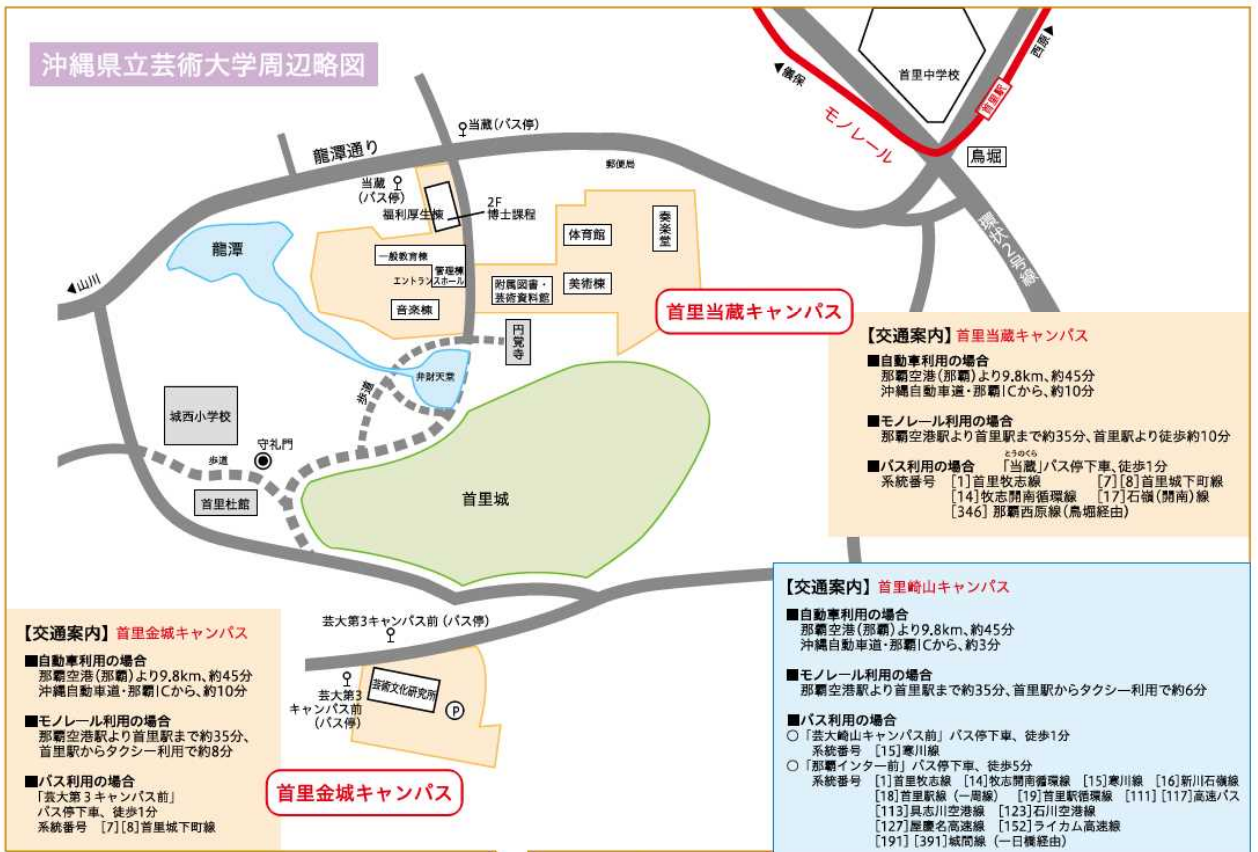 沖縄県立芸術大学周辺略図
◀儀保
モノレール
首里中学校
首里駅
西原▶
鳥堀
環状2号線
当蔵(バス停)
龍潭通り
郵便局
当蔵
(バス停)
福利厚生棟
2F
博士課程
体育館
奏楽堂
龍潭
一般教育棟
管理棟
エントランスホール
附属図書・
芸術資料館
美術棟
◀山川
音楽棟
首里当蔵キャンパス
円覚寺
弁財天堂
歩道
城西小学校
守礼門
歩道
首里杜館
首里城
【交通案内】 首里当蔵キャンパス
■自動車利用の場合
那覇空港(那覇)より9.8km、約45分
沖縄自動車道・那覇ICから、約10分
■モノレール利用の場合
那覇空港駅より首里駅まで約35分、首里駅より徒歩約10分
とうのくら
■バス利用の場合 「当蔵」バス停下車、徒歩1分
系統番号 [1]首里牧志線 [7][8]首里城下町線
[14]牧志開南循環線 [17]石嶺(開南)線
[346] 那覇西原線(鳥堀経由)
芸大第3キャンパス前 (バス停)
芸大第3
キャンパス前
(バス停)
芸術文化研究所
P
首里金城キャンパス
【交通案内】 首里金城キャンパス
■自動車利用の場合
那覇空港(那覇)より9.8km、約45分
沖縄自動車道・那覇ICから、約10分
■モノレール利用の場合
那覇空港駅より首里駅まで約35分、
首里駅からタクシー利用で約8分
■バス利用の場合
「芸大第3キャンパス前」
バス停下車、徒歩1分
系統番号 [7][8]首里城下町線
【交通案内】 首里崎山キャンパス
■自動車利用の場合
那覇空港(那覇)より9.8km、約45分
沖縄自動車道・那覇ICから、約3分
■モノレール利用の場合
那覇空港駅より首里駅まで約35分、首里駅からタクシー利用で約6分
■バス利用の場合
○「芸大崎山キャンパス前」バス停下車、徒歩1分
系統番号 [15]寒川線
○「那覇インター前」バス停下車、徒歩5分
系統番号 [1]首里牧志線 [14]牧志開南循環線 [15]寒川線 [16]新川石嶺線
[18]首里駅線 (一周線) [19]首里駅循環線 [111] [117]高速バス
[113]具志川空港線 [123]石川空港線
[127]屋慶名高速線 [152]ライカム高速線
[191] [391]城間線 (一日橋経由)